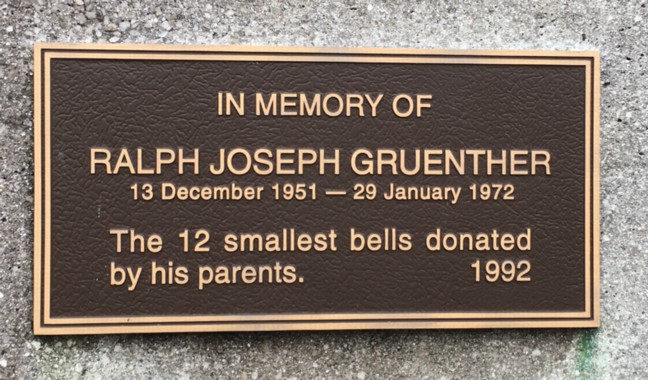 IN MEMORY OF
RALPH JOSEPH GRUENTHER
13 December 1951 — 29 January 1972
The 12 smallest bells donated
by his parents. 1992